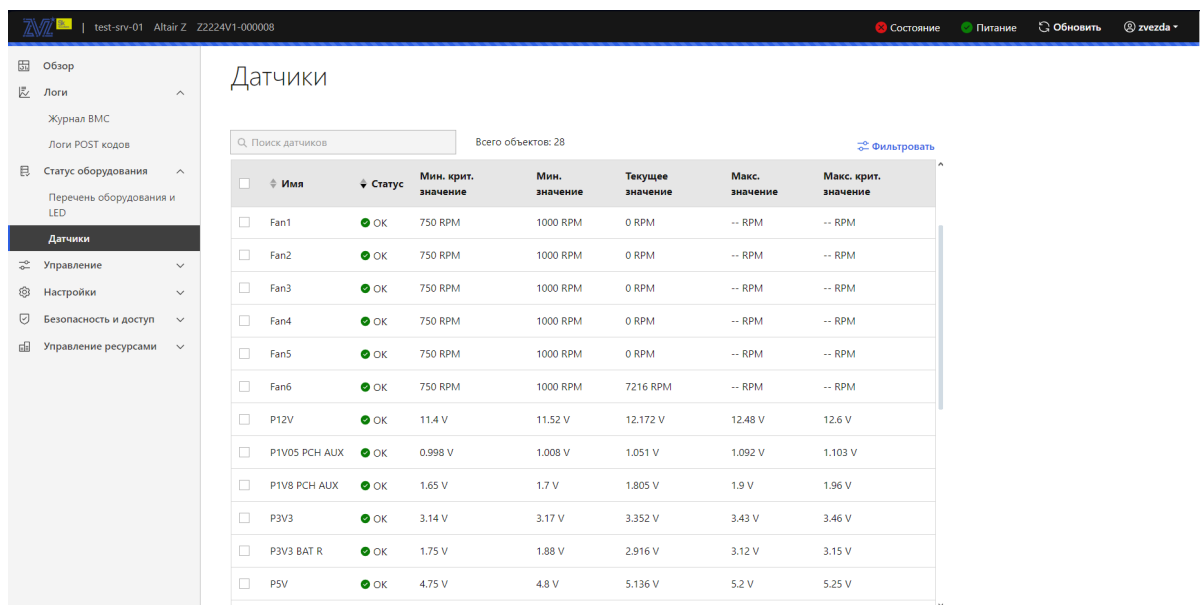 test-srv-01 Altair Z Z2224V1-000008
Состояние
Питание
Обновить
zvezda
Обзор
Логи
Журнал BMC
Логи POST кодов
Статус оборудования
Перечень оборудования и
LED
Датчики
Управление
Настройки
Безопасность и доступ
Управление ресурсами
Датчики
Поиск датчиков
Всего объектов: 28
Фильтровать
Имя Статус Мин. крит. значение Мин. значение Текущее значение Макс. значение Макс. крит. значение
Fan1 OK 750 RPM 1000 RPM 0 RPM -- RPM -- RPM
Fan2 OK 750 RPM 1000 RPM 0 RPM -- RPM -- RPM
Fan3 OK 750 RPM 1000 RPM 0 RPM -- RPM -- RPM
Fan4 OK 750 RPM 1000 RPM 0 RPM -- RPM -- RPM
Fan5 OK 750 RPM 1000 RPM 0 RPM -- RPM -- RPM
Fan6 OK 750 RPM 1000 RPM 7216 RPM -- RPM -- RPM
P12V OK 11.4 V 11.52 V 12.172 V 12.48 V 12.6 V
P1V05 PCH AUX OK 0.998 V 1.008 V 1.051 V 1.092 V 1.103 V
P1V8 PCH AUX OK 1.65 V 1.7 V 1.805 V 1.9 V 1.96 V
P3V3 OK 3.14 V 3.17 V 3.352 V 3.43 V 3.46 V
P3V3 BAT R OK 1.75 V 1.88 V 2.916 V 3.12 V 3.15 V
P5V OK 4.75 V 4.8 V 5.136 V 5.2 V 5.25 V